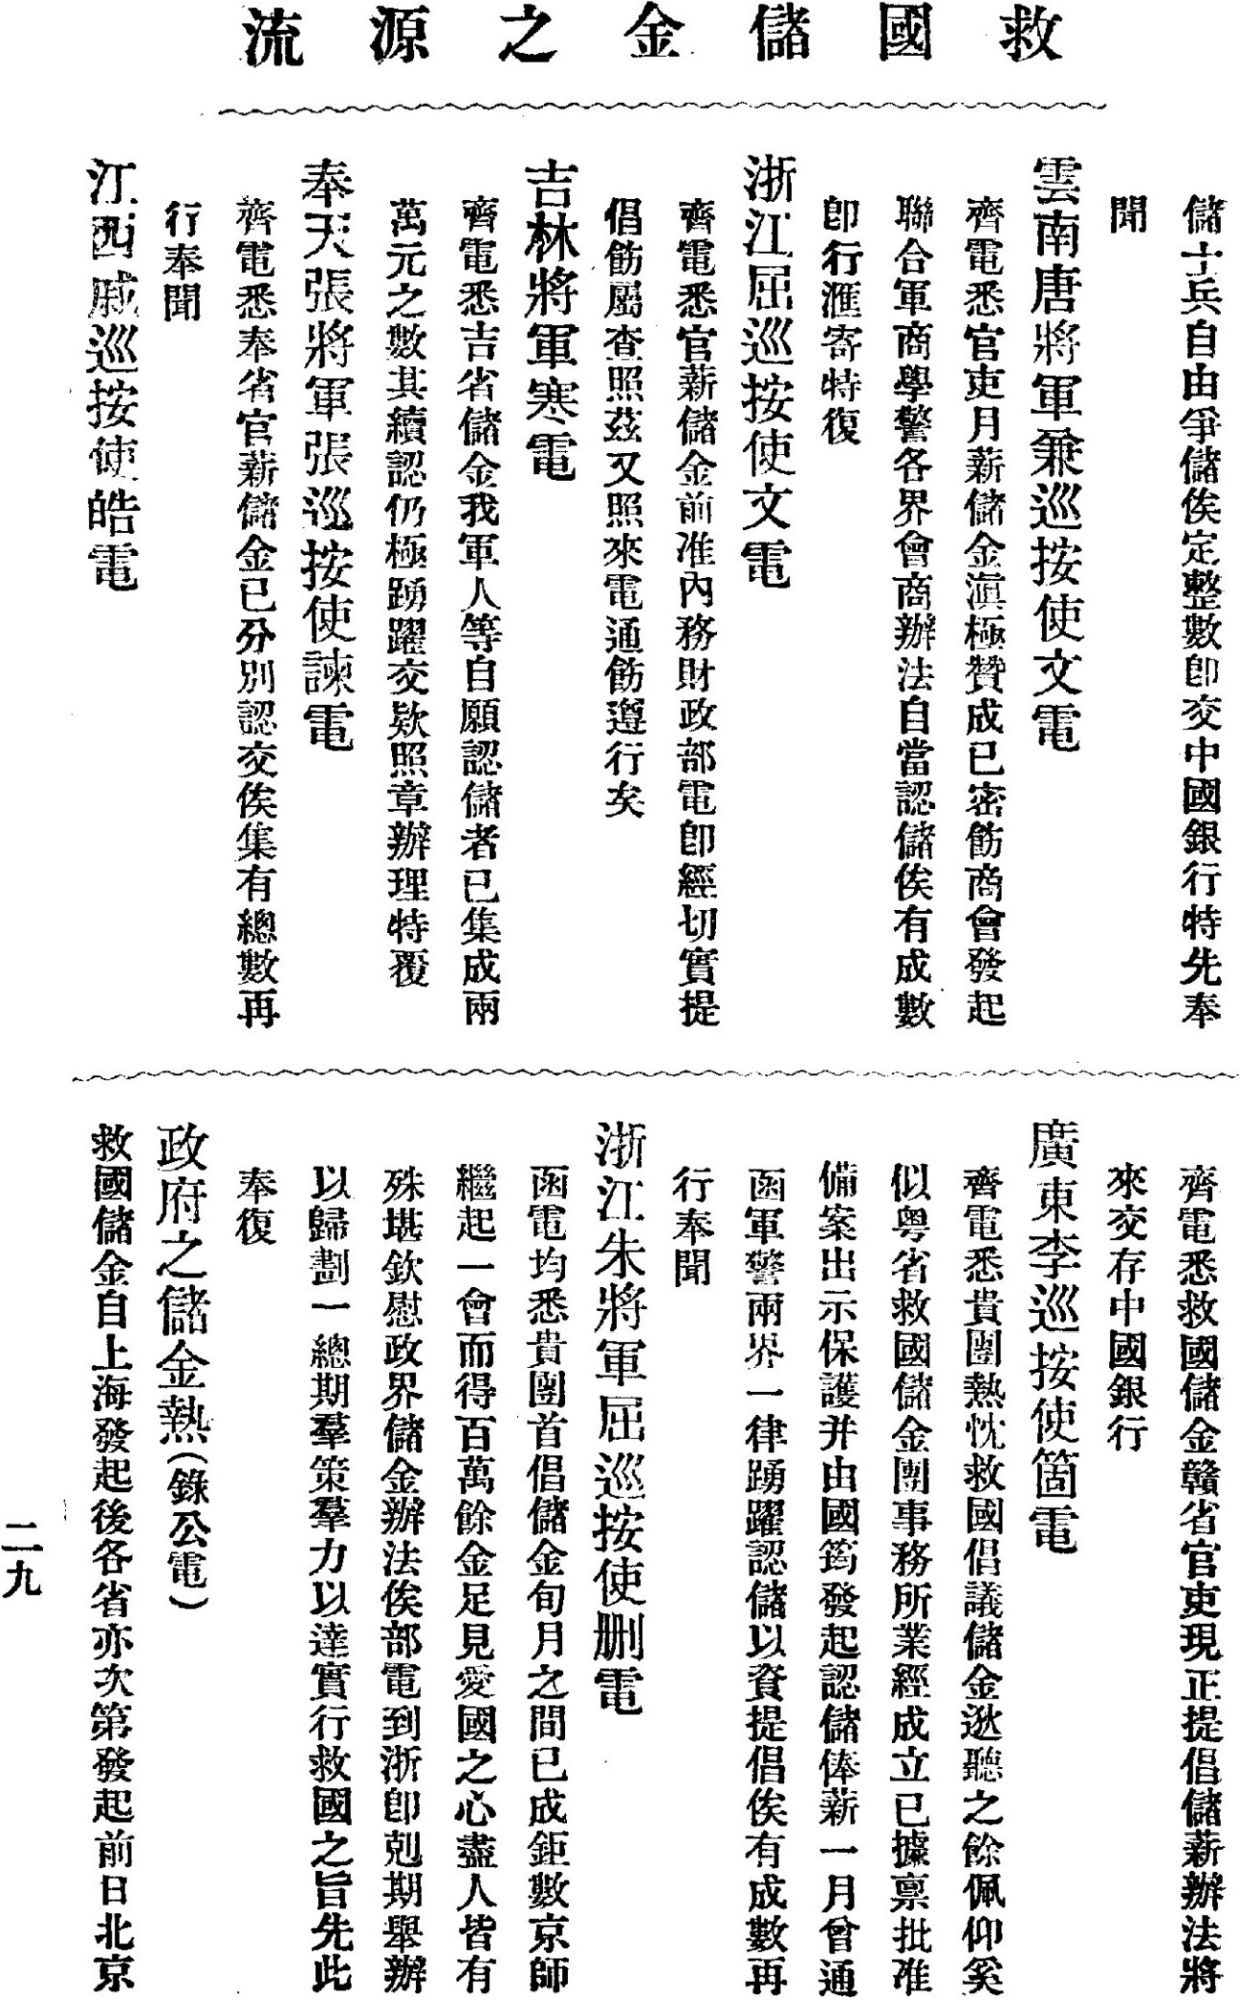 救國儲金之源流
儲士兵自由爭儲俟定整數卽交中國銀行特先奉
聞
雲南唐將軍兼巡按使文電
齊電悉官吏月薪儲金滇極贊成已密飭商會發起
聯合軍商學警各界會商辦法自當認儲俟有成數
卽行滙寄特復
浙江屈巡按使文電
齊電悉官薪儲金前准內務財政部電卽經切實提
倡飭屬查照茲又照來電通飭遵行矣
吉林將軍寒電
齊電悉吉省儲金我軍人等自願認儲者已集成兩
萬元之數其續認仍極踴躍交欵照章辦理特覆
奉天張將軍張巡按使諫電
齊電悉奉省官薪儲金已分別認交俟集有總數再
行奉聞
江西戚巡按使皓電
齊電悉救國儲金贛省官吏現正提倡儲薪辦法將
來交存中國銀行
廣東李巡按使箇電
齊電悉貴團熱忱救國倡議儲金逖聽之餘佩仰奚
似粤省救國儲金團事務所業經成立已據禀批准
備案出示保護并由國筠發起認儲俸薪一月曾通
函軍警兩界一律踴躍認儲以資提倡俟有成數再
行奉聞
浙江朱將軍屈巡按使删電
函電均悉貴團首倡儲金旬月之間已成鉅數京師
繼起一會而得百萬餘金足見愛國之心盡人皆有
殊堪欽慰政界儲金辦法俟部電到浙卽剋期舉辦
以歸劃一總期羣策羣力以達實行救國之旨先此
奉復
政府之儲金熱（錄公電）
救國儲金自上海發起後各省亦次第發起前日北京
二九